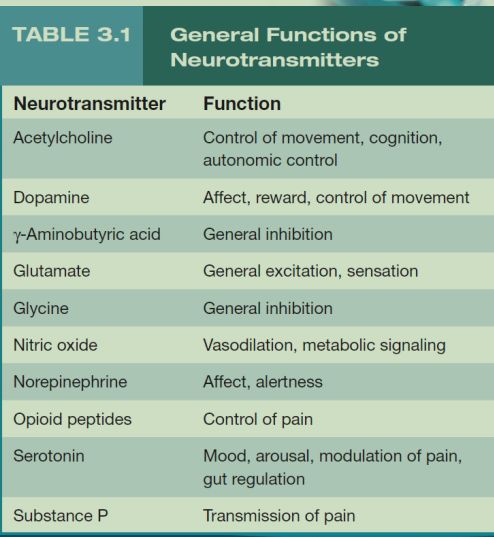 TABLE 3.1 General Functions of
Neurotransmitters
Neurotransmitter Function
Acetylcholine Control of movement, cognition,
autonomic control
Dopamine Affect, reward, control of movement
γ-Aminobutyric acid General inhibition
Glutamate General excitation, sensation
Glycine General inhibition
Nitric oxide Vasodilation, metabolic signaling
Norepinephrine Affect, alertness
Opioid peptides Control of pain
Serotonin Mood, arousal, modulation of pain,
gut regulation
Substance P Transmission of pain